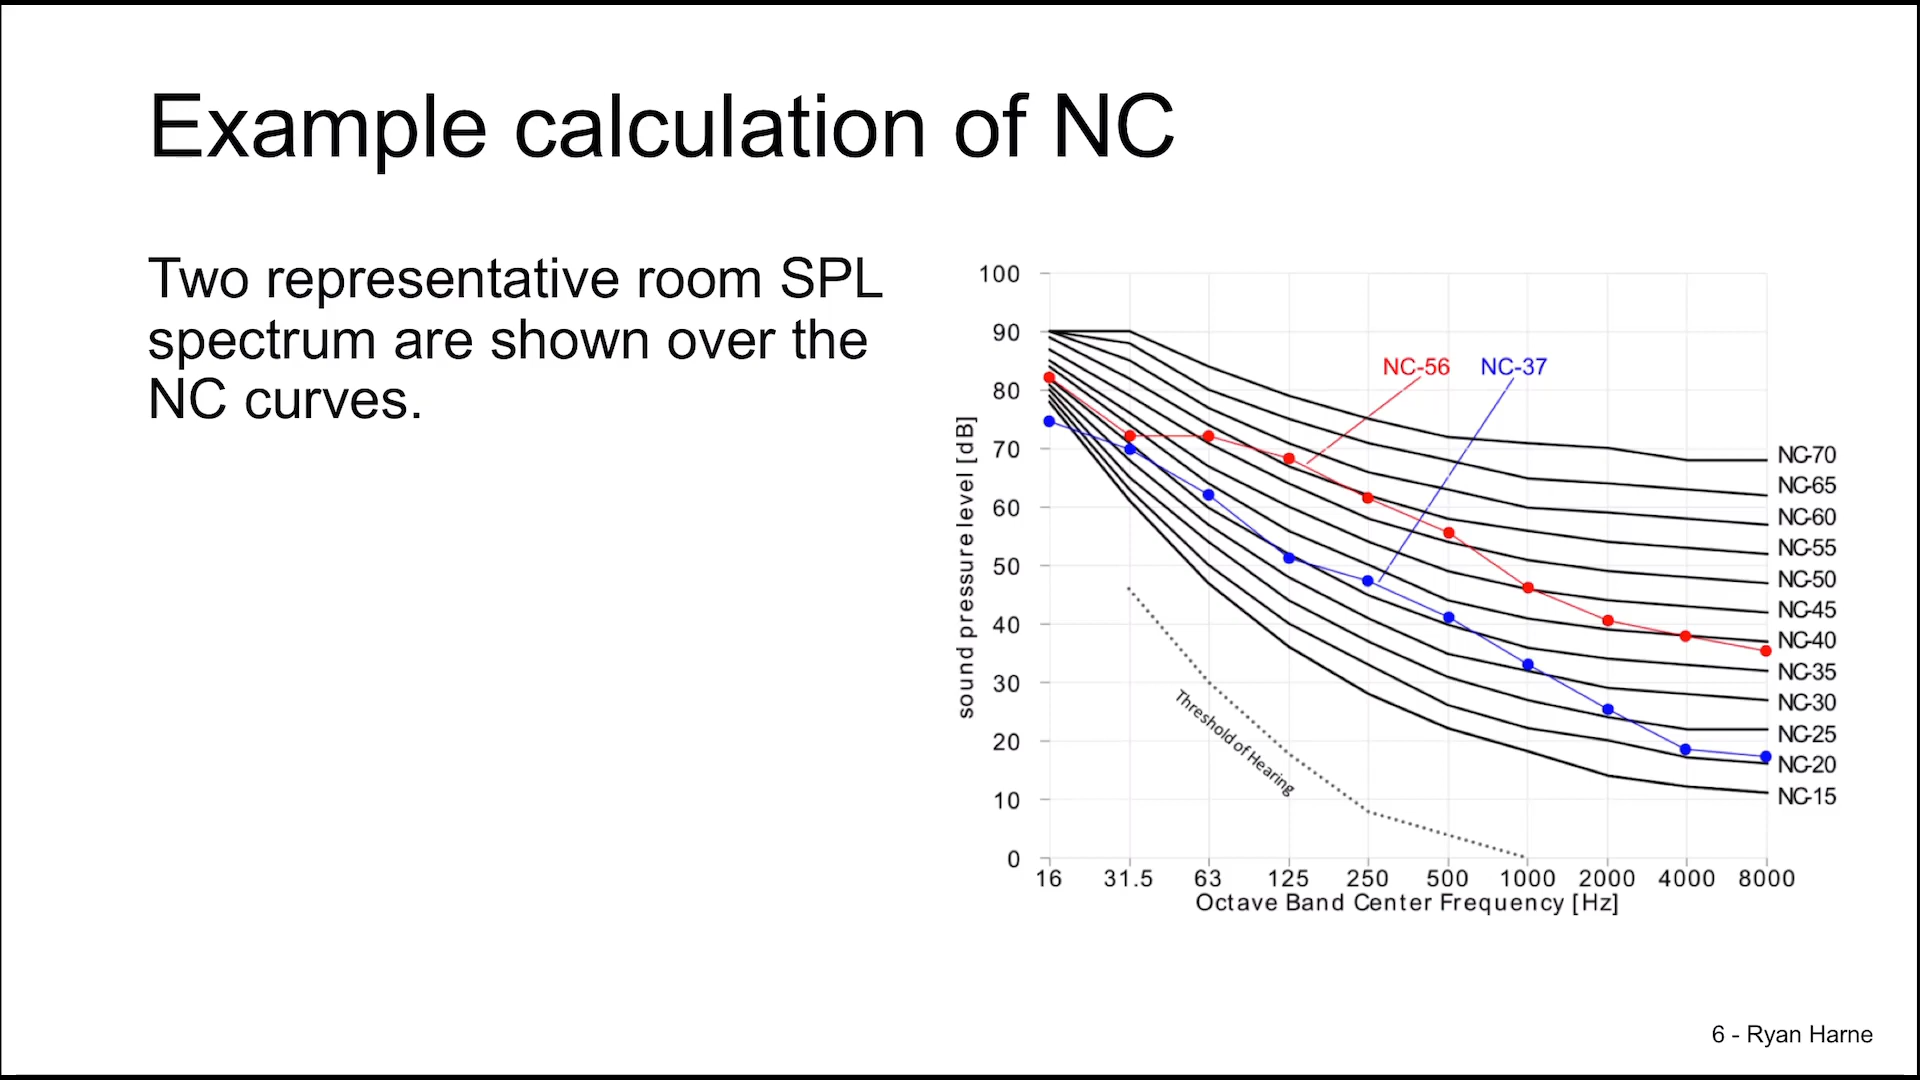 Example calculation of NC
Two representative room SPL
spectrum are shown over the
NC curves.
sound pressure level [dB]
100
90
80
70
60
50
40
30
20
10
0
NC-56
NC-37
Threshold of Hearing
NC-70
NC-65
NC-60
NC-55
NC-50
NC-45
NC-40
NC-35
NC-30
NC-25
NC-20
NC-15
16 31.5 63 125 250 500 1000 2000 4000 8000
Octave Band Center Frequency [Hz]
6 - Ryan Harne